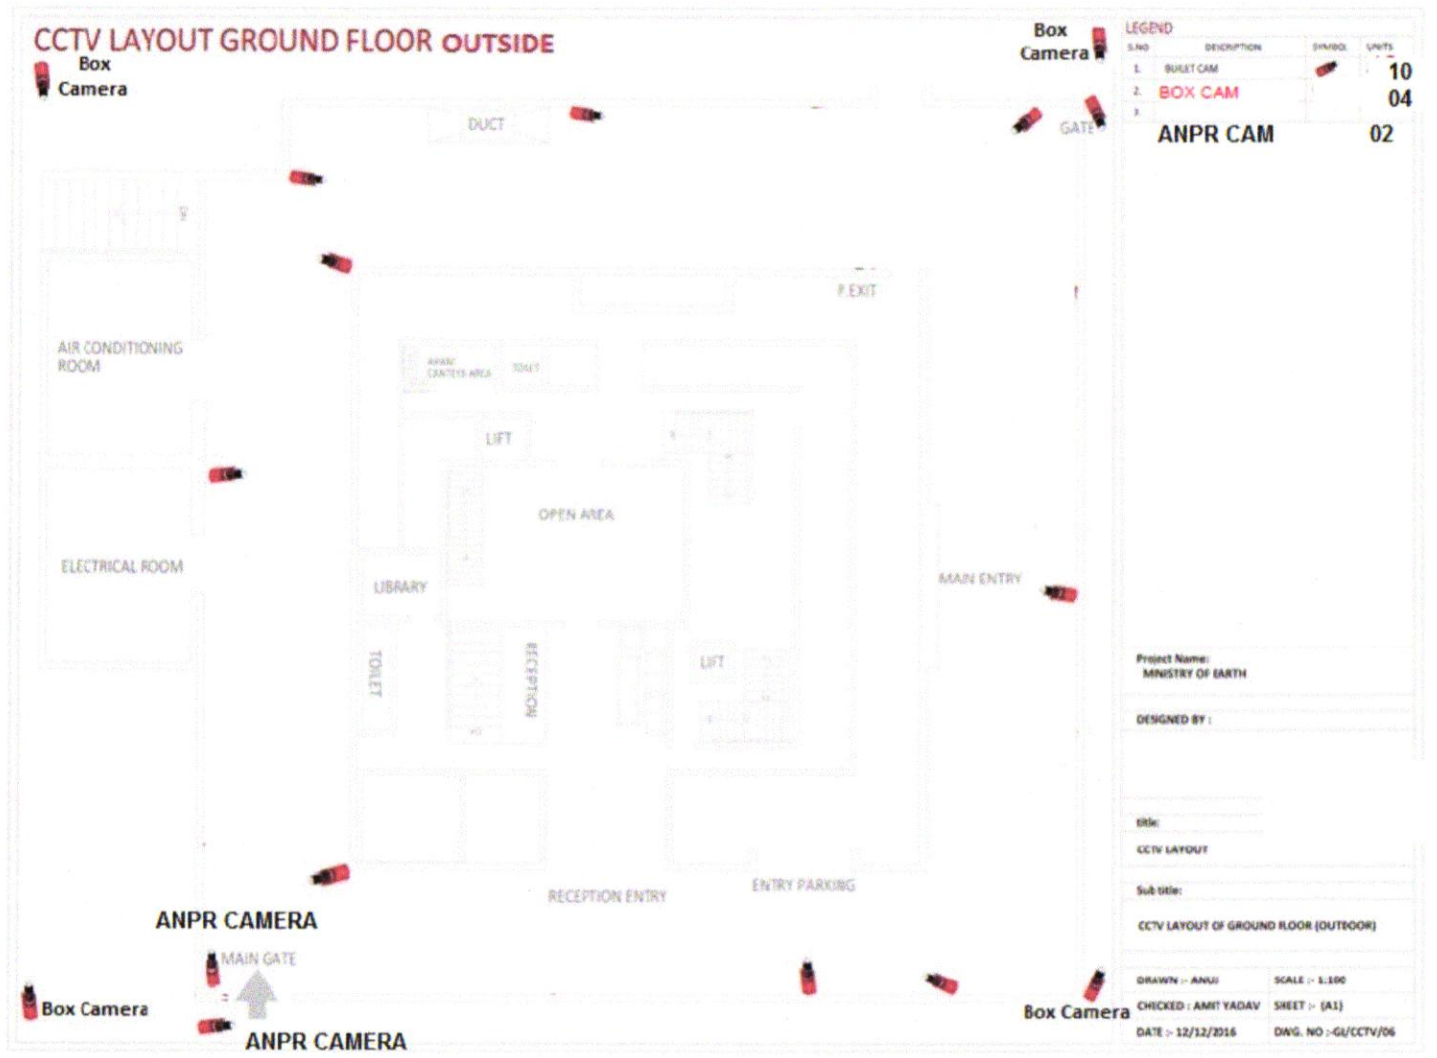 CCTV LAYOUT GROUND FLOOR OUTSIDE
Box
Camera
Box
Camera
LEGEND
S.NO DESCRIPTION SYMBOL UNITS
1. BULLET CAM 10
2. BOX CAM 04
3.
ANPR CAM 02
DUCT
GATE
DN
P.EXIT
AIR CONDITIONING
ROOM
CANTEEN AREA
TOILET
LIFT
OPEN AREA
ELECTRICAL ROOM
LIBRARY
MAIN ENTRY
TOILET
RECEPTION
LIFT
Project Name:
MINISTRY OF EARTH
DESIGNED BY :
title:
CCTV LAYOUT
Sub title:
CCTV LAYOUT OF GROUND FLOOR (OUTDOOR)
RECEPTION ENTRY
ENTRY PARKING
ANPR CAMERA
MAIN GATE
Box Camera
ANPR CAMERA
Box Camera
DRAWN :- ANUJ SCALE :- 1:100
CHECKED : AMIT YADAV SHEET :- (A1)
DATE :- 12/12/2016 DWG. NO :-GI/CCTV/06